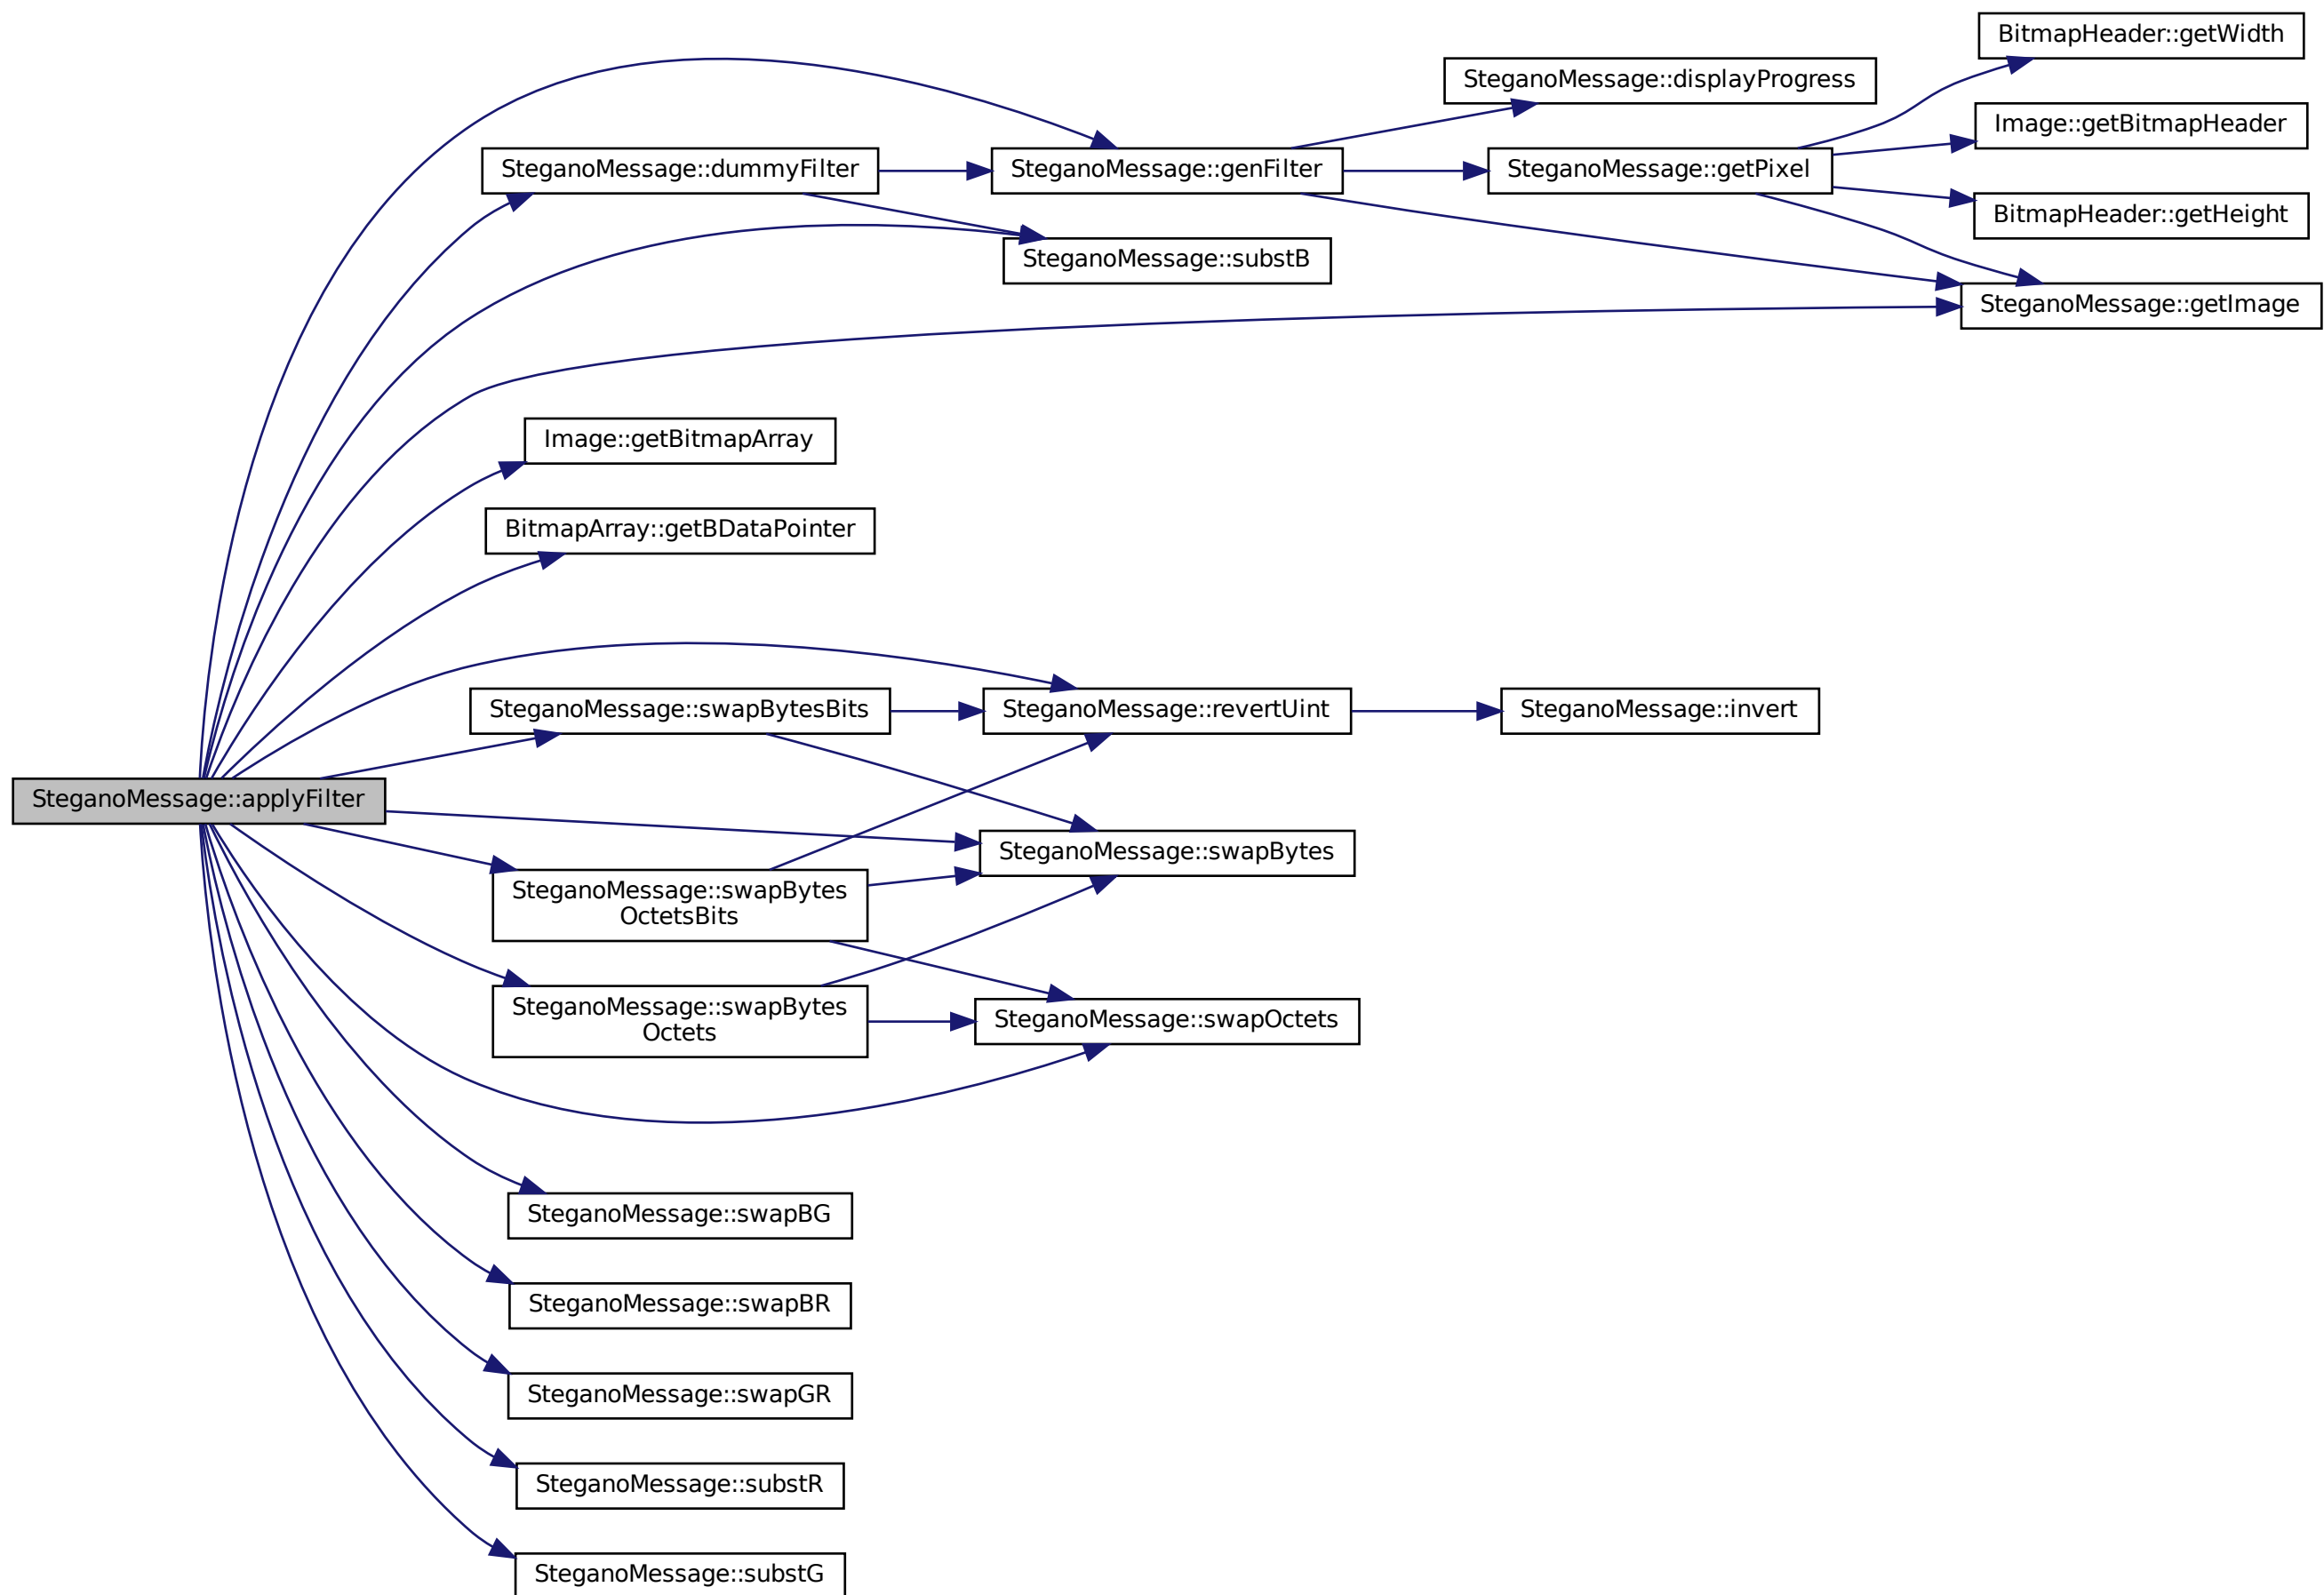 BitmapHeader::getWidth
SteganoMessage::displayProgress
Image::getBitmapHeader
SteganoMessage::dummyFilter
SteganoMessage::genFilter
SteganoMessage::getPixel
BitmapHeader::getHeight
SteganoMessage::substB
SteganoMessage::getImage
Image::getBitmapArray
BitmapArray::getBDataPointer
SteganoMessage::swapBytesBits
SteganoMessage::revertUint
SteganoMessage::invert
SteganoMessage::applyFilter
SteganoMessage::swapBytes
SteganoMessage::swapBytes
OctetsBits
SteganoMessage::swapBytes
Octets
SteganoMessage::swapOctets
SteganoMessage::swapBG
SteganoMessage::swapBR
SteganoMessage::swapGR
SteganoMessage::substR
SteganoMessage::substG